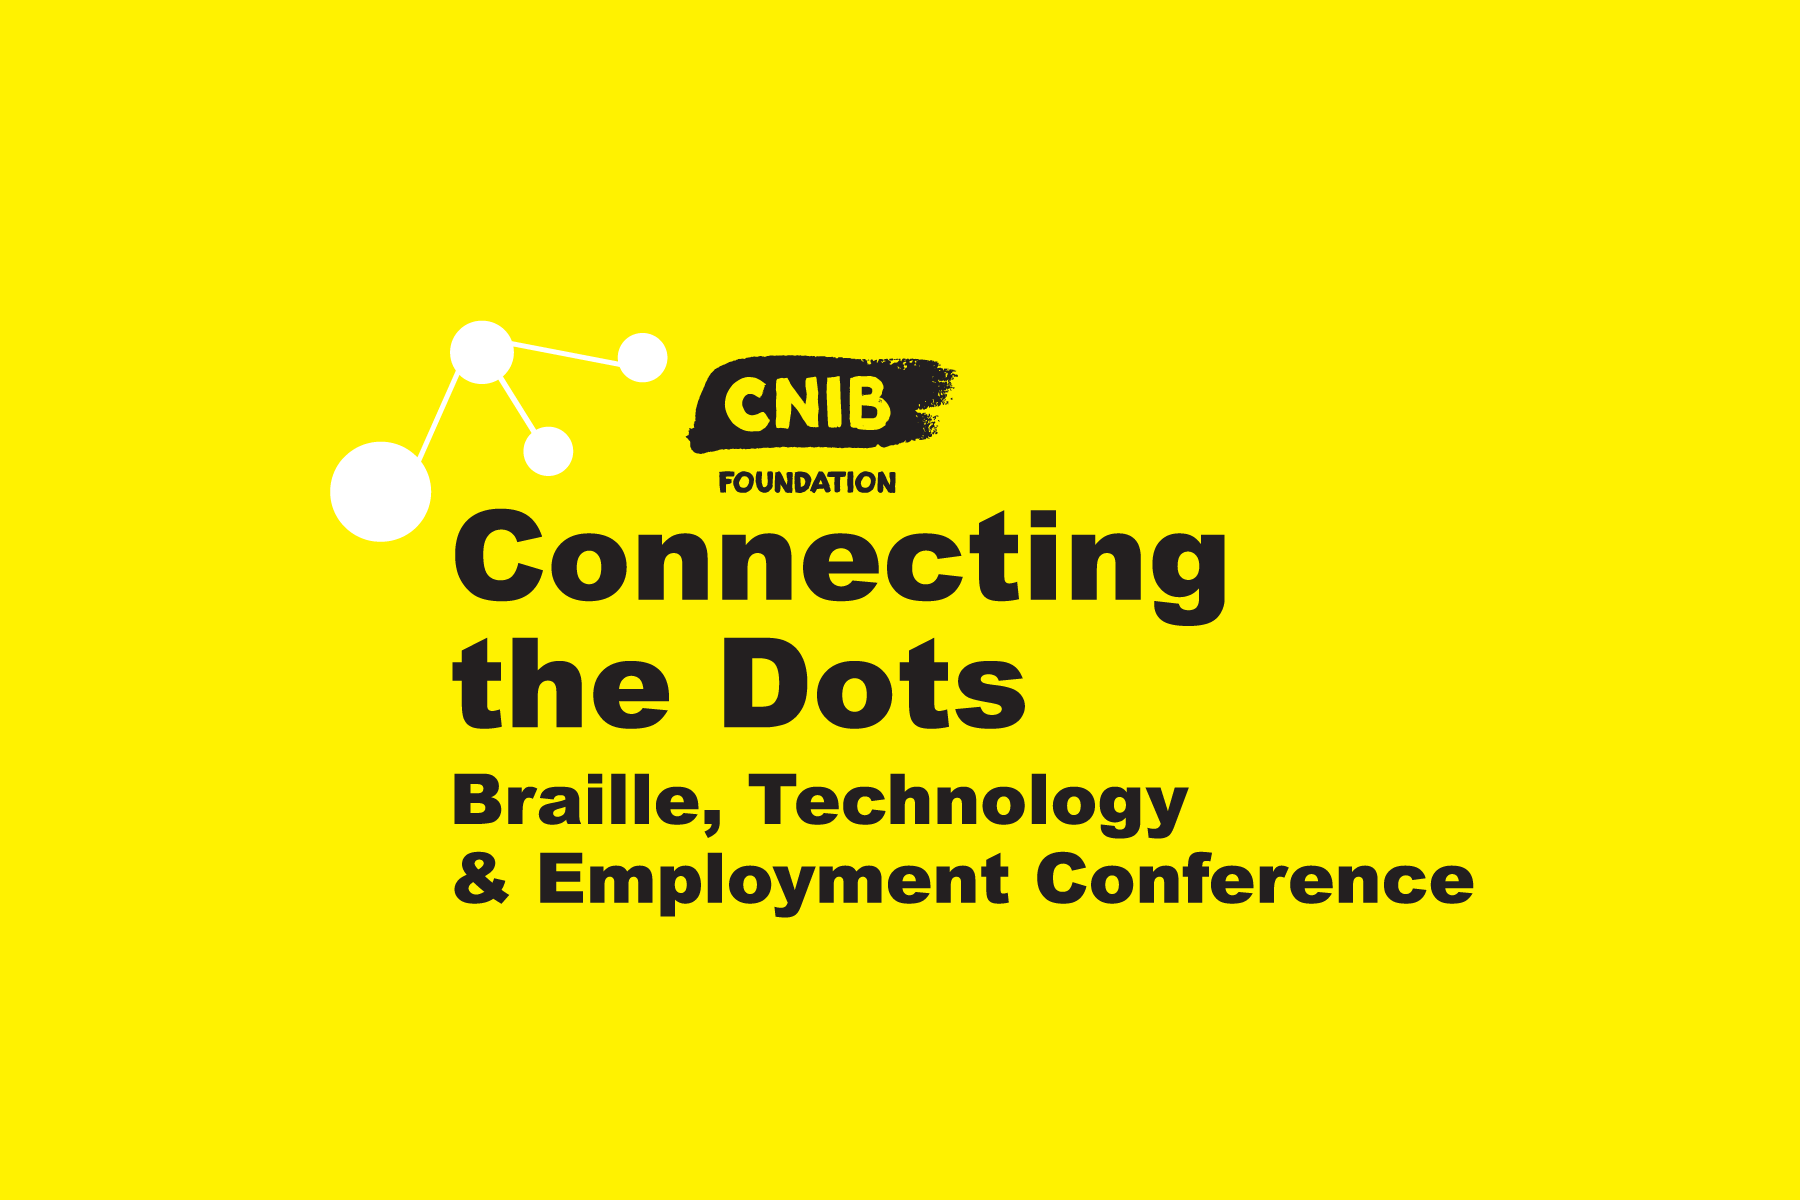 CNIB
FOUNDATION
Connecting
the Dots
Braille, Technology
& Employment Conference